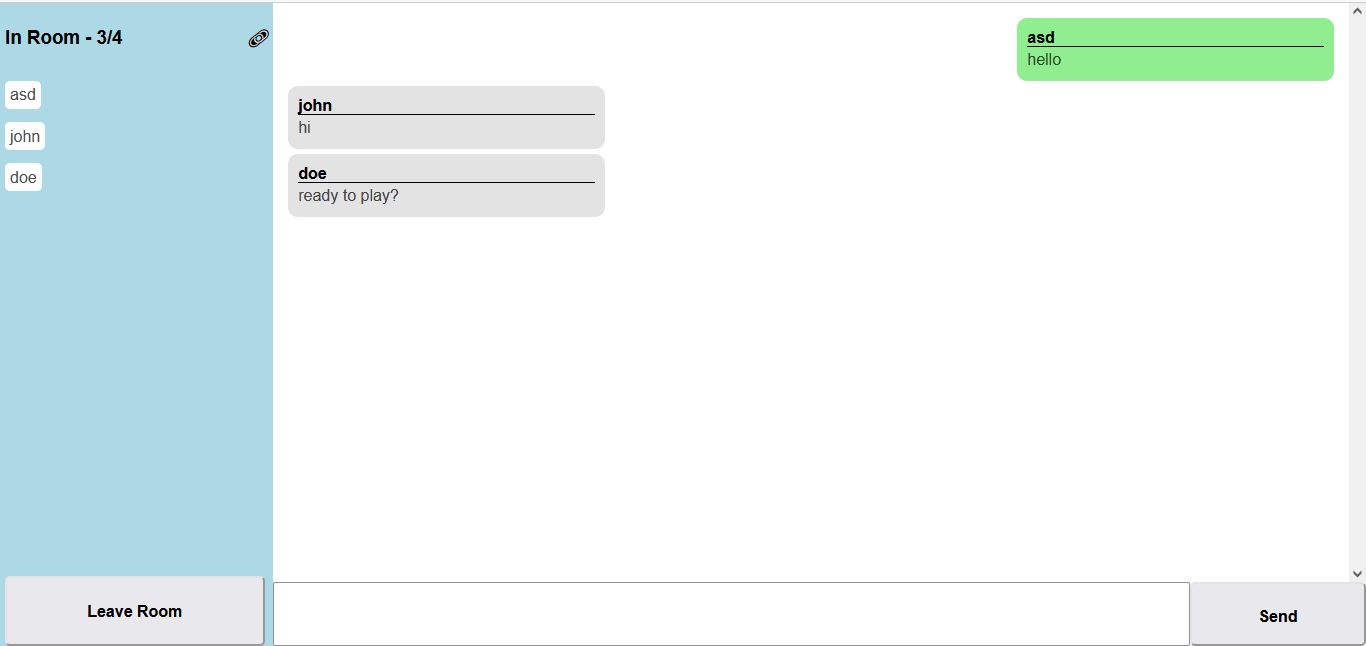 In Room - 3/4
asd
john
doe
Leave Room
asd
hello
john
hi
doe
ready to play?
Send